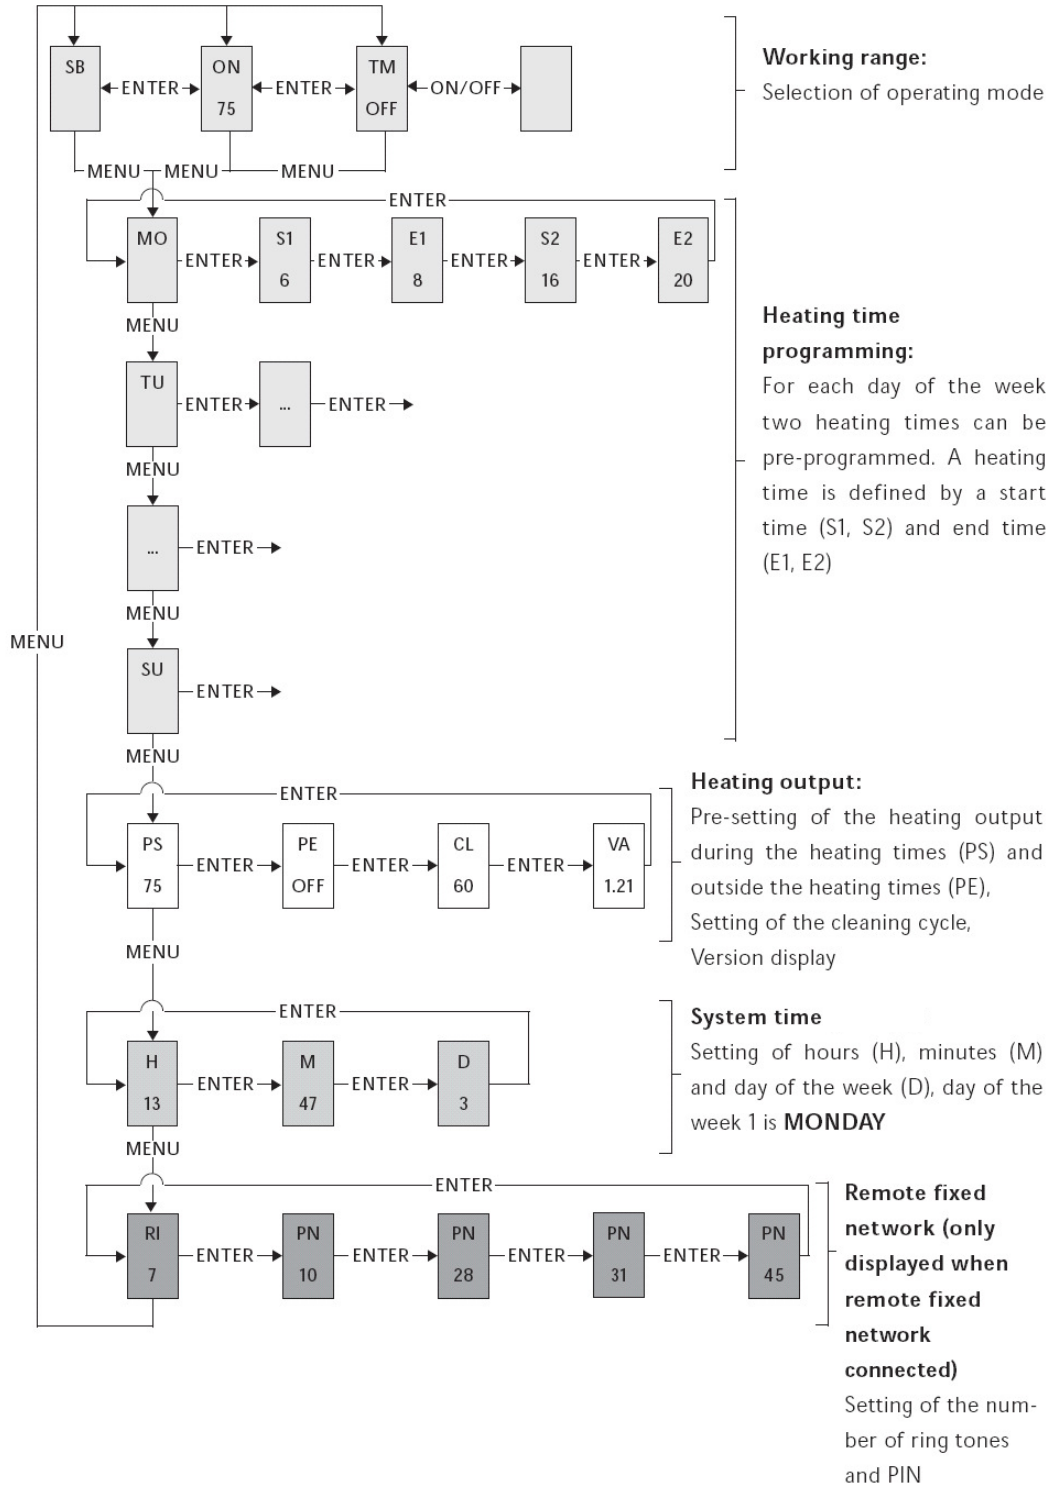 SB
ON
75
TM
OFF
ENTER
ENTER
ON/OFF
Working range:
Selection of operating mode
MENU
MENU
MENU
ENTER
MO
ENTER
S1
6
ENTER
E1
8
ENTER
S2
16
ENTER
E2
20
MENU
TU
ENTER
...
ENTER
MENU
...
ENTER
MENU
SU
ENTER
MENU
MENU
Heating time
programming:
For each day of the week
two heating times can be
pre-programmed. A heating
time is defined by a start
time (S1, S2) and end time
(E1, E2)
ENTER
PS
75
ENTER
PE
OFF
ENTER
CL
60
ENTER
VA
1.21
MENU
Heating output:
Pre-setting of the heating output
during the heating times (PS) and
outside the heating times (PE),
Setting of the cleaning cycle,
Version display
ENTER
H
13
ENTER
M
47
ENTER
D
3
MENU
System time
Setting of hours (H), minutes (M)
and day of the week (D), day of the
week 1 is MONDAY
ENTER
RI
7
ENTER
PN
10
ENTER
PN
28
ENTER
PN
31
ENTER
PN
45
Remote fixed
network (only
displayed when
remote fixed
network
connected)
Setting of the num-
ber of ring tones
and PIN